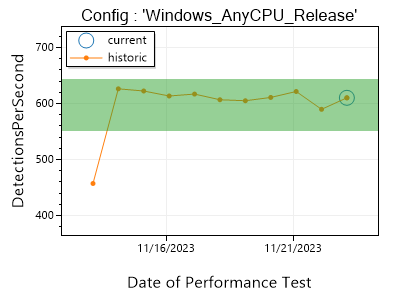 Config : 'Windows_AnyCPU_Release'
current
historic
DetectionsPerSecond
700
600
500
400
11/16/2023
11/21/2023
Date of Performance Test